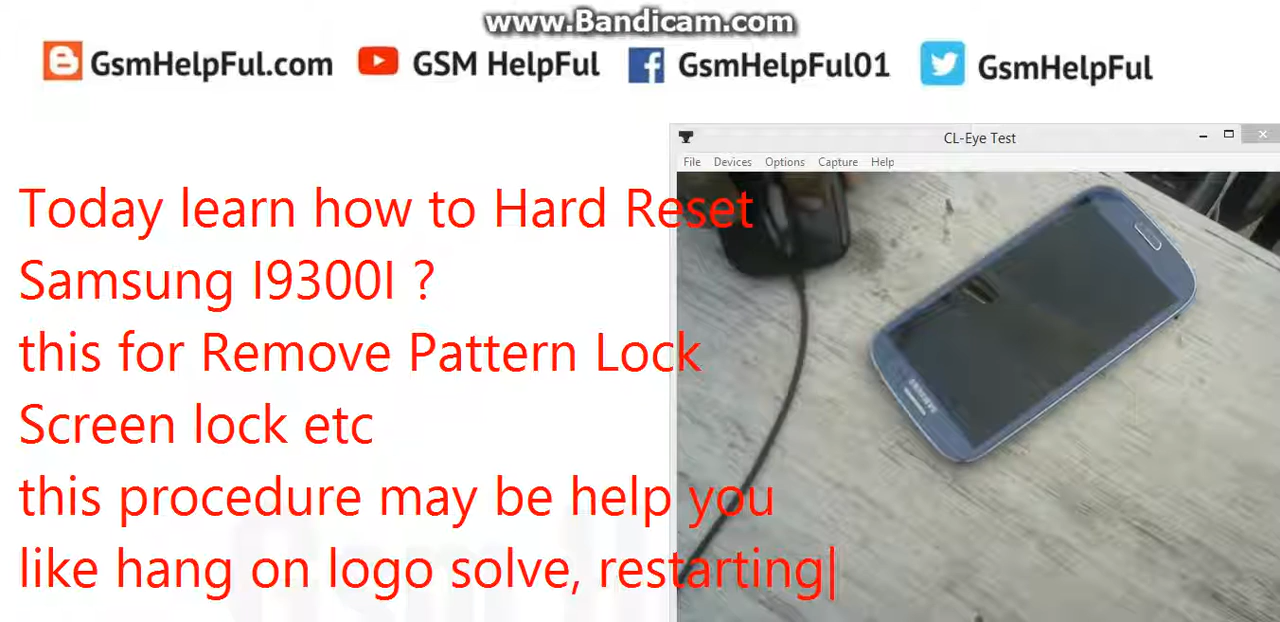 www.Bandicam.com
GsmHelpFul.com GSM HelpFul GsmHelpFul01 GsmHelpFul
CL-Eye Test
File Devices Options Capture Help
Today learn how to Hard Reset
Samsung I9300I ?
this for Remove Pattern Lock
Screen lock etc
this procedure may be help you
like hang on logo solve, restarting
SAMSUNG